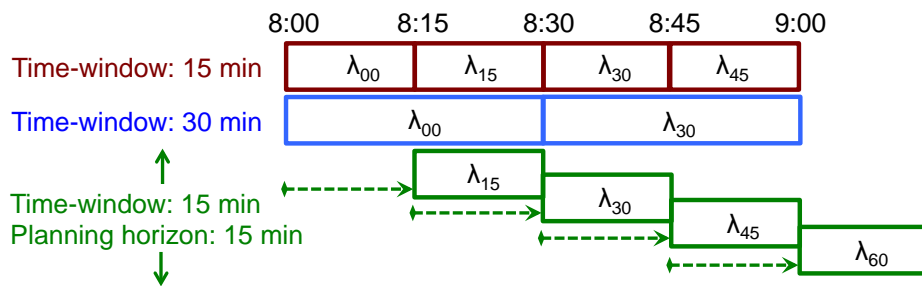 8:00 8:15 8:30 8:45 9:00
Time-window: 15 min λ00 λ15 λ30 λ45
Time-window: 30 min λ00 λ30
λ15
Time-window: 15 min λ30
Planning horizon: 15 min λ45
λ60